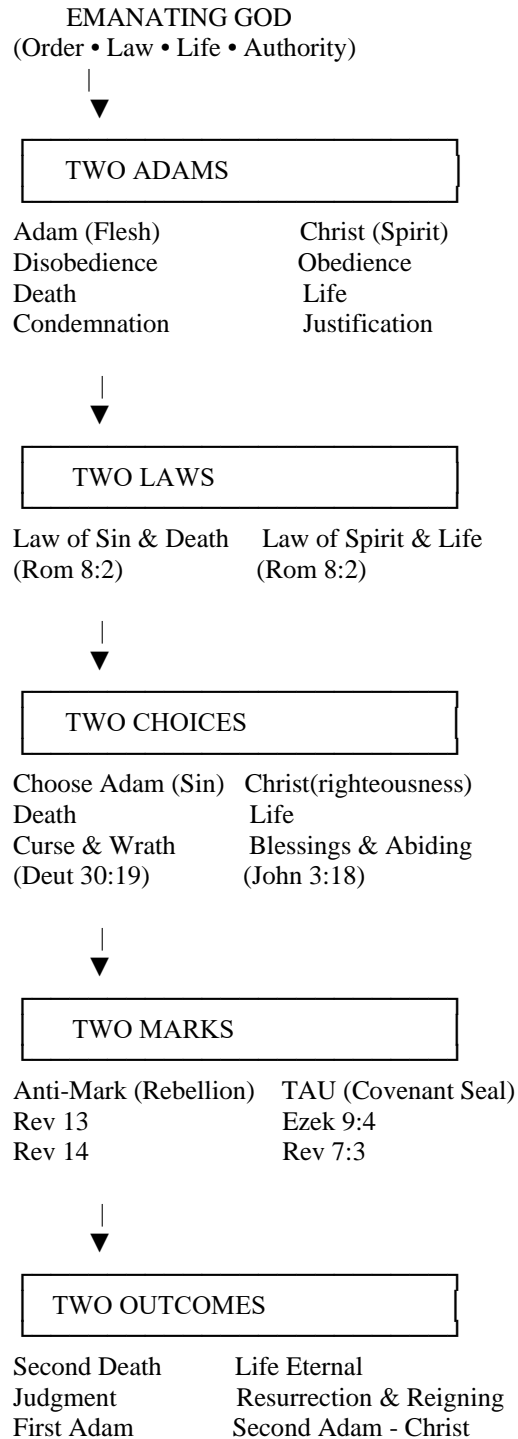 EMANATING GOD
(Order • Law • Life • Authority)
TWO ADAMS
Adam (Flesh) Christ (Spirit)
Disobedience Obedience
Death Life
Condemnation Justification
TWO LAWS
Law of Sin & Death Law of Spirit & Life
(Rom 8:2) (Rom 8:2)
TWO CHOICES
Choose Adam (Sin) Christ(righteousness)
Death Life
Curse & Wrath Blessings & Abiding
(Deut 30:19) (John 3:18)
TWO MARKS
Anti-Mark (Rebellion) TAU (Covenant Seal)
Rev 13 Ezek 9:4
Rev 14 Rev 7:3
TWO OUTCOMES
Second Death Life Eternal
Judgment Resurrection & Reigning
First Adam Second Adam - Christ